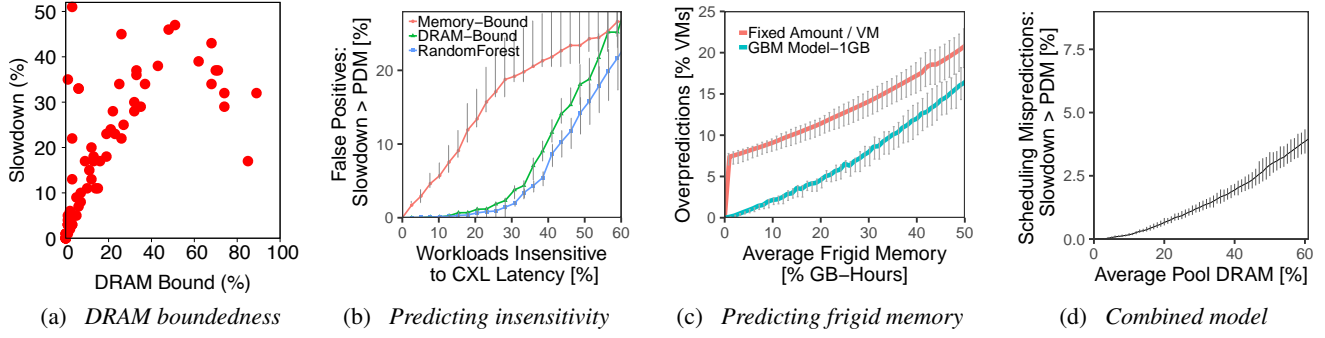 Slowdown (%)
50
40
30
20
10
0
0
20
40
60
80
100
DRAM Bound (%)
(a) DRAM boundedness
False Positives:
Slowdown > PDM [%]
20
10
0
Memory−Bound
DRAM−Bound
RandomForest
0
10
20
30
40
50
60
Workloads Insensitive
to CXL Latency [%]
(b) Predicting insensitivity
Overpredictions [% VMs]
25
20
15
10
5
0
Fixed Amount / VM
GBM Model−1GB
0
10
20
30
40
50
Average Frigid Memory
[% GB−Hours]
(c) Predicting frigid memory
Scheduling Mispredictions:
Slowdown > PDM [%]
7.5
5.0
2.5
0.0
0
20
40
60
Average Pool DRAM [%]
(d) Combined model